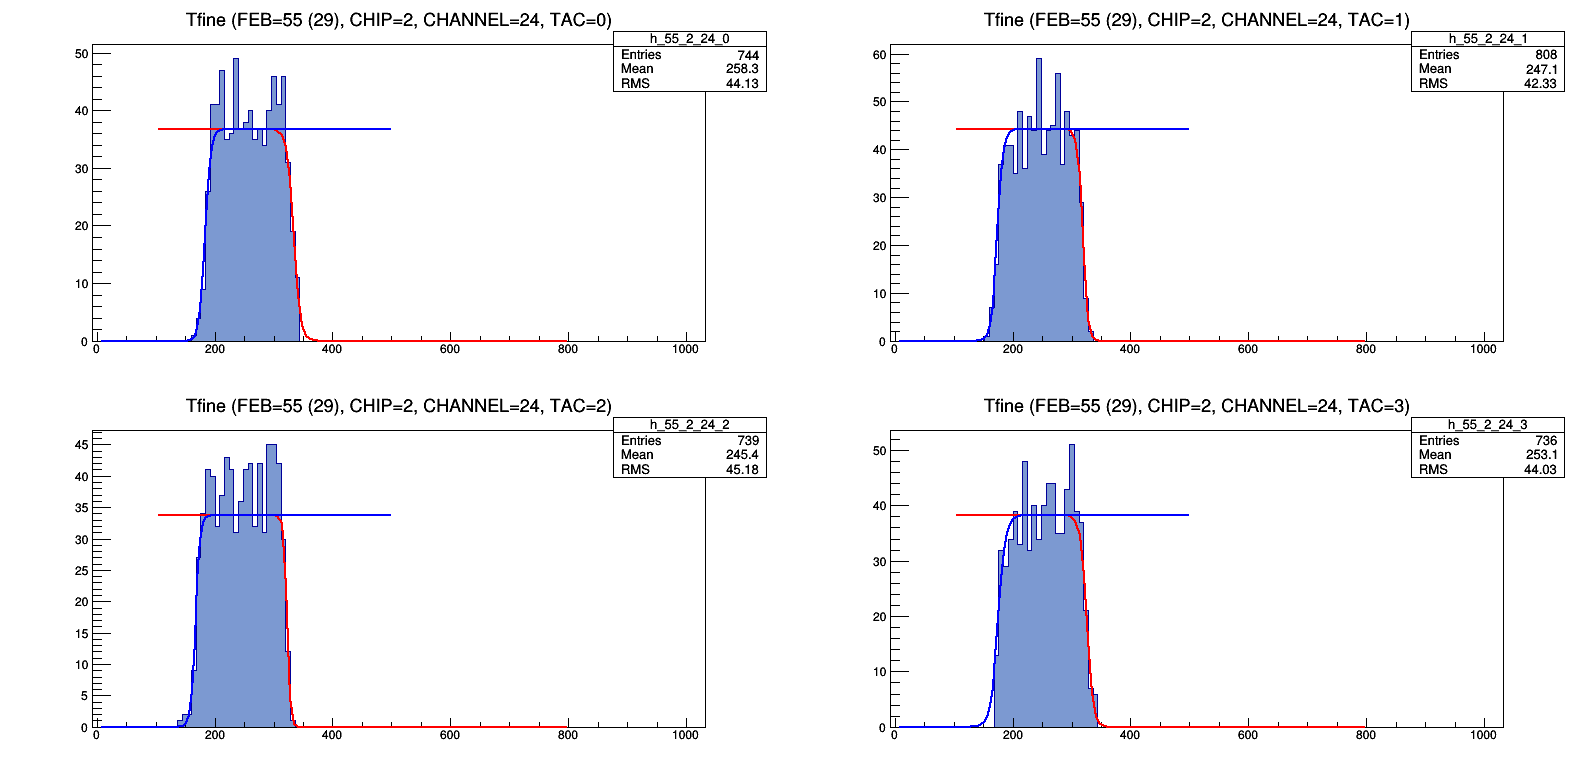 Tfine (FEB=55 (29), CHIP=2, CHANNEL=24, TAC=0)
h_55_2_24_0
Entries 744
Mean 258.3
RMS 44.13
50
40
30
20
10
0
0 200 400 600 800 1000
Tfine (FEB=55 (29), CHIP=2, CHANNEL=24, TAC=1)
h_55_2_24_1
Entries 808
Mean 247.1
RMS 42.33
60
50
40
30
20
10
0
0 200 400 600 800 1000
Tfine (FEB=55 (29), CHIP=2, CHANNEL=24, TAC=2)
h_55_2_24_2
Entries 739
Mean 245.4
RMS 45.18
45
40
35
30
25
20
15
10
5
0
0 200 400 600 800 1000
Tfine (FEB=55 (29), CHIP=2, CHANNEL=24, TAC=3)
h_55_2_24_3
Entries 736
Mean 253.1
RMS 44.03
50
40
30
20
10
0
0 200 400 600 800 1000